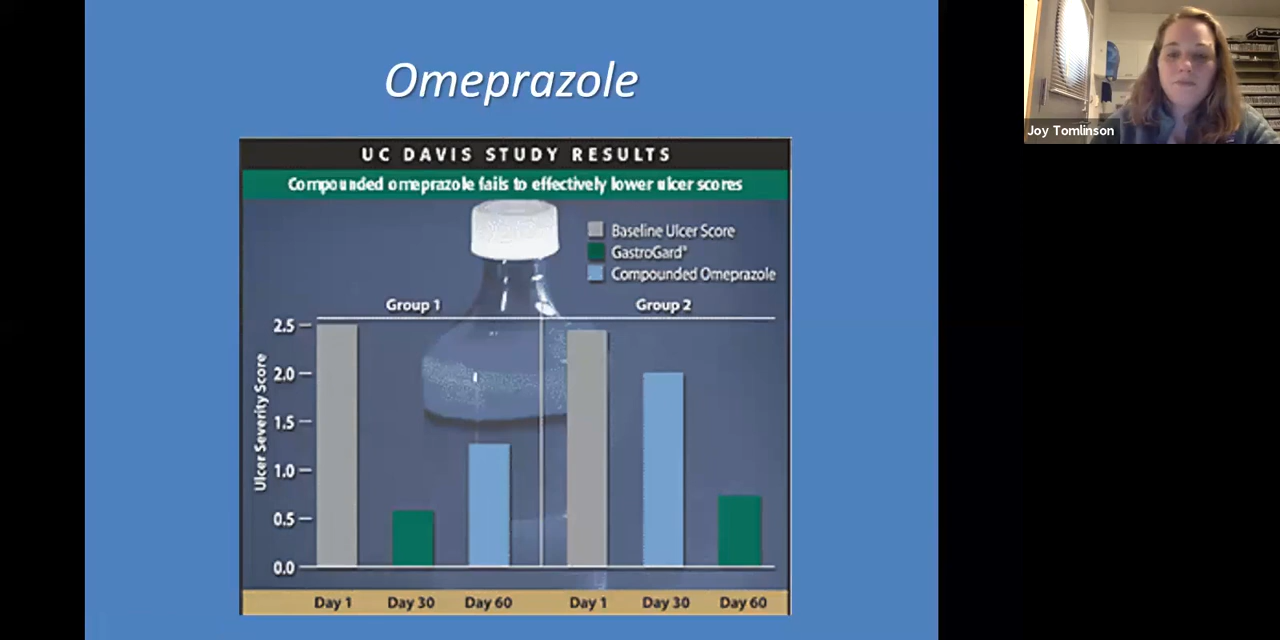 Omeprazole
Joy Tomlinson
UC DAVIS STUDY RESULTS
Compounded omeprazole fails to effectively lower ulcer scores
Baseline Ulcer Score
GastroGard®
Compounded Omeprazole
Group 1
Group 2
Ulcer Severity Score
2.5
2.0
1.5
1.0
0.5
0.0
Day 1 Day 30 Day 60 Day 1 Day 30 Day 60